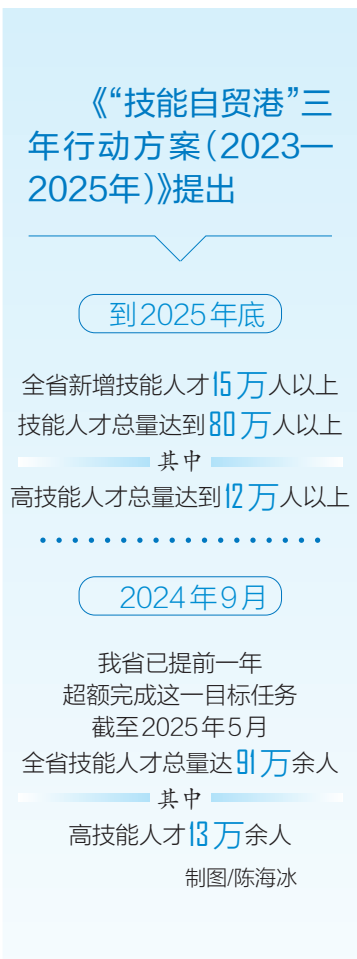 《“技能自贸港”三
年行动方案（2023—
2025年）》提出
到2025年底
全省新增技能人才15万人以上
技能人才总量达到80万人以上
其中
高技能人才总量达到12万人以上
2024年9月
我省已提前一年
超额完成这一目标任务
截至2025年5月
全省技能人才总量达91万余人
其中
高技能人才13万余人
制图/陈海冰